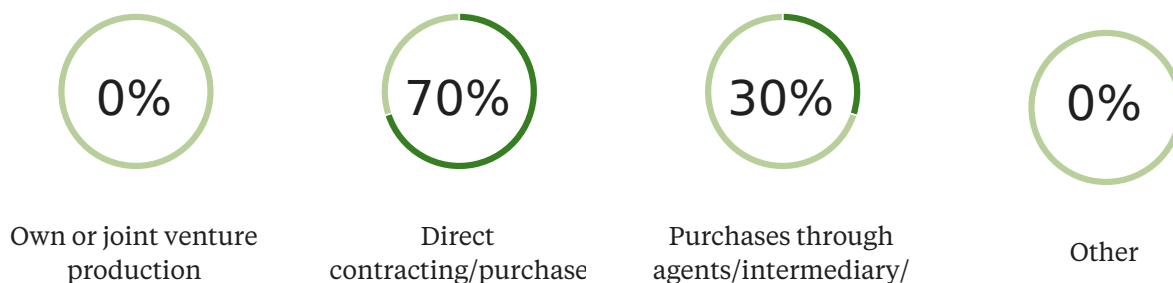 0%
70%
30%
0%
Own or joint venture
production
Direct
contracting/purchase
Purchases through
agents/intermediary/
Other